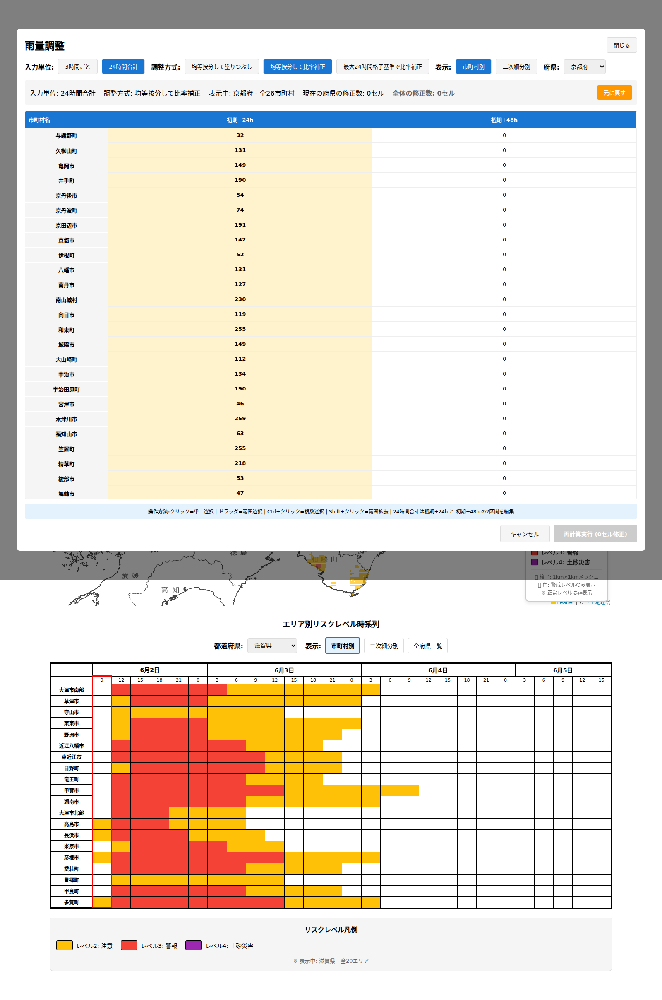 雨量調整
閉じる
入力単位: 3時間ごと 24時間合計 調整方式: 均等按分して塗りつぶし 均等按分して比率補正 最大24時間格子基準で比率補正 表示: 市町村別 二次細分別 府県: 京都府
入力単位: 24時間合計 調整方式: 均等按分して比率補正 表示中: 京都府 - 全26市町村 現在の府県の修正数: 0セル 全体の修正数: 0セル 元に戻す
市町村名 初期+24h 初期+48h
与謝野町 32 0
久御山町 131 0
亀岡市 149 0
井手町 190 0
京丹後市 54 0
京丹波町 74 0
京田辺市 191 0
京都市 142 0
伊根町 52 0
八幡市 131 0
南丹市 127 0
南山城村 230 0
向日市 119 0
和束町 255 0
城陽市 149 0
大山崎町 112 0
宇治市 134 0
宇治田原町 190 0
宮津市 46 0
木津川市 259 0
福知山市 63 0
笠置町 255 0
精華町 218 0
綾部市 53 0
舞鶴市 47 0
操作方法:クリック=単一選択 | ドラッグ=範囲選択 | Ctrl+クリック=複数選択 | Shift+クリック=範囲拡張 | 24時間合計は初期+24h と 初期+48h の2区間を編集
キャンセル 再計算実行 (0セル修正)
徳島
和歌山
愛媛
高知
レベル3: 警報
レベル4: 土砂災害
格子: 1km×1kmメッシュ
色: 警戒レベルのみ表示
※ 正常レベルは非表示
Leaflet | © 国土地理院
エリア別リスクレベル時系列
都道府県: 滋賀県 表示: 市町村別 二次細分別 全府県一覧
6月2日 6月3日 6月4日 6月5日
9 12 15 18 21 0 3 6 9 12 15 18 21 0 3 6 9 12 15 18 21 0 3 6 9 12 15
大津市南部
草津市
守山市
栗東市
野洲市
近江八幡市
東近江市
日野町
竜王町
甲賀市
湖南市
大津市北部
高島市
長浜市
米原市
彦根市
愛荘町
豊郷町
甲良町
多賀町
リスクレベル凡例
レベル2: 注意 レベル3: 警報 レベル4: 土砂災害
※ 表示中: 滋賀県 - 全20エリア